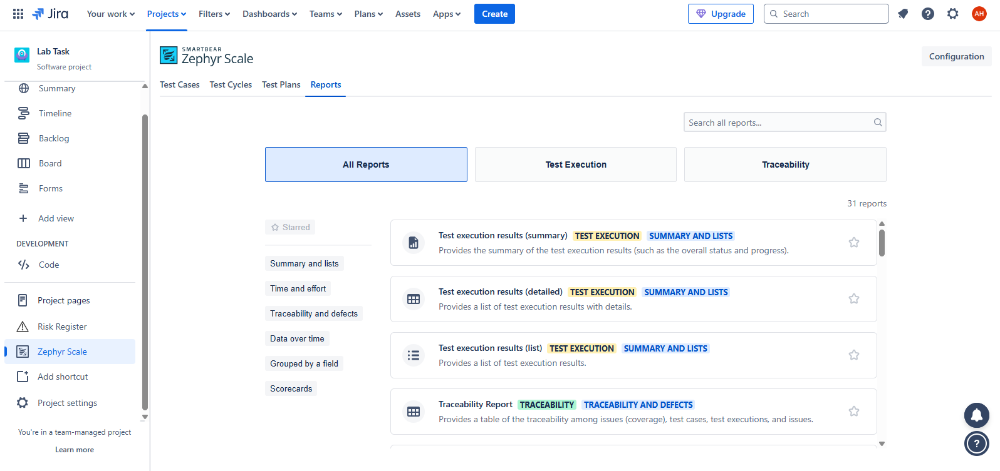 Jira
Your work
Projects
Filters
Dashboards
Teams
Plans
Assets
Apps
Create
Upgrade
Search
AH
Lab Task
Software project
Summary
Timeline
Backlog
Board
Forms
Add view
DEVELOPMENT
Code
Project pages
Risk Register
Zephyr Scale
Add shortcut
Project settings
You're in a team-managed project
Learn more
SMARTBEAR
Zephyr Scale
Configuration
Test Cases
Test Cycles
Test Plans
Reports
Search all reports...
All Reports
Test Execution
Traceability
31 reports
Starred
Summary and lists
Time and effort
Traceability and defects
Data over time
Grouped by a field
Scorecards
Test execution results (summary) TEST EXECUTION SUMMARY AND LISTS
Provides the summary of the test execution results (such as the overall status and progress).
Test execution results (detailed) TEST EXECUTION SUMMARY AND LISTS
Provides a list of test execution results with details.
Test execution results (list) TEST EXECUTION SUMMARY AND LISTS
Provides a list of test execution results.
Traceability Report TRACEABILITY TRACEABILITY AND DEFECTS
Provides a table of the traceability among issues (coverage), test cases, test executions, and issues.